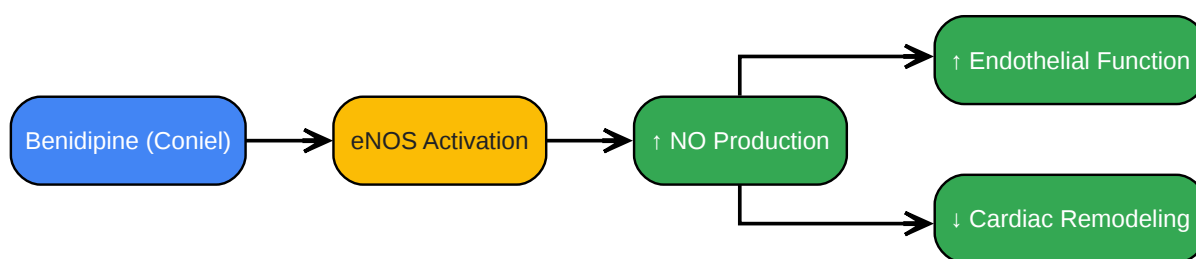 Benidipine (Coniel)
eNOS Activation
↑ NO Production
↑ Endothelial Function
↓ Cardiac Remodeling